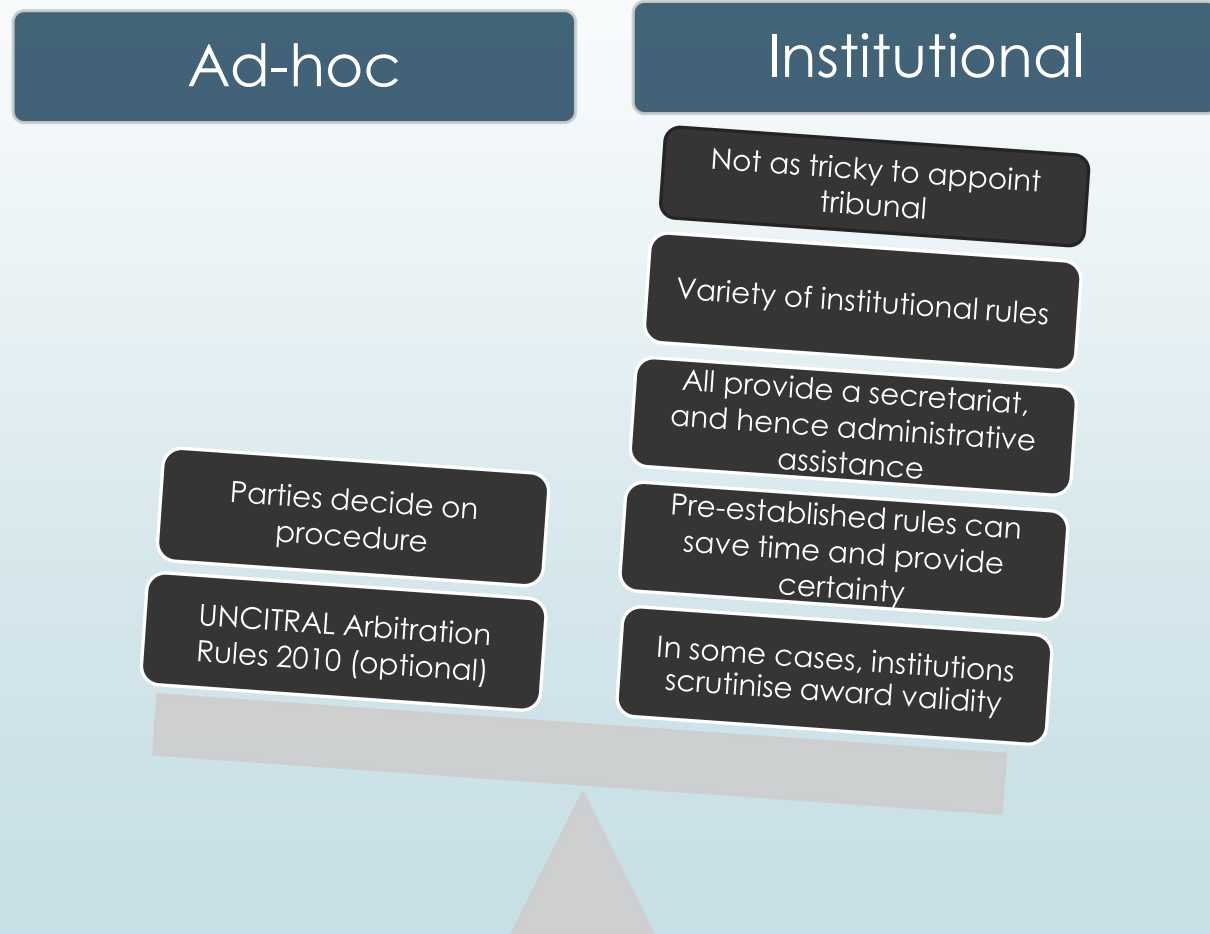 Ad-hoc
Institutional
Parties decide on
procedure
UNCITRAL Arbitration
Rules 2010 (optional)
Not as tricky to appoint
tribunal
Variety of institutional rules
All provide a secretariat,
and hence administrative
assistance
Pre-established rules can
save time and provide
certainty
In some cases, institutions
scrutinise award validity